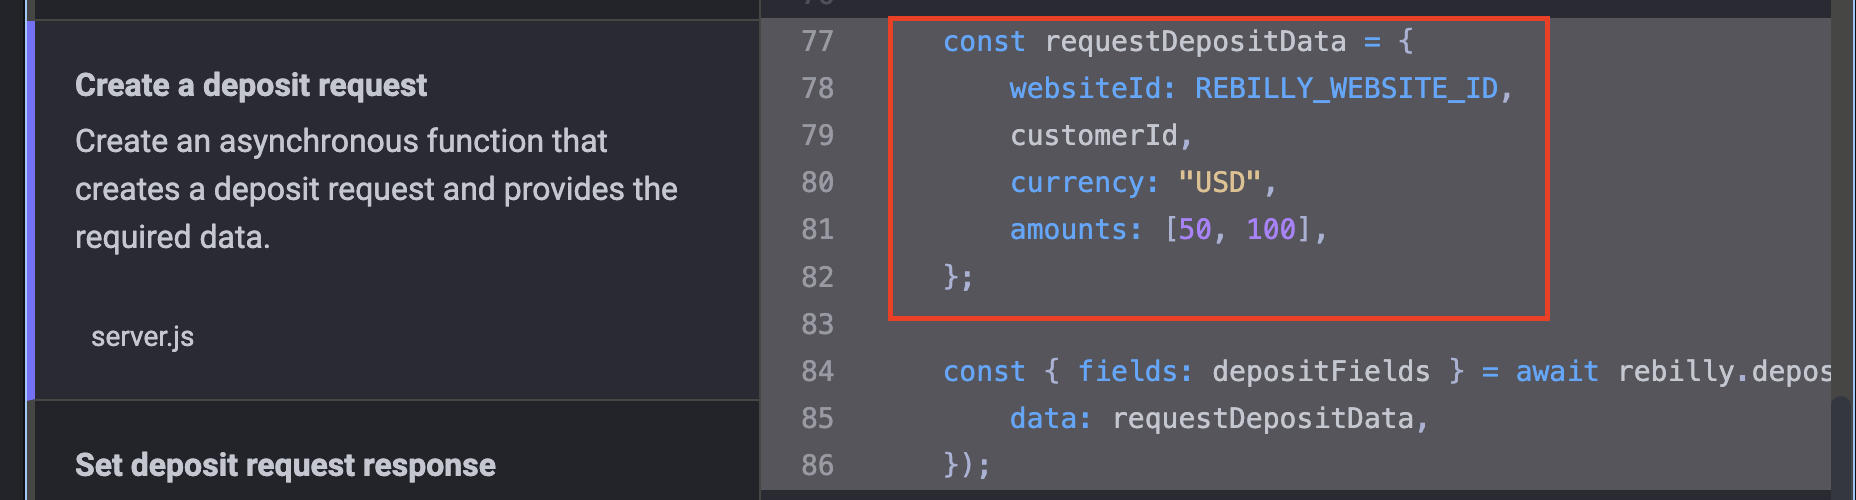 Create a deposit request
Create an asynchronous function that
creates a deposit request and provides the
required data.
server.js
Set deposit request response
77 const requestDepositData = {
78 websiteId: REBILLY_WEBSITE_ID,
79 customerId,
80 currency: "USD",
81 amounts: [50, 100],
82 };
83
84 const { fields: depositFields } = await rebilly.depos
85 data: requestDepositData,
86 });